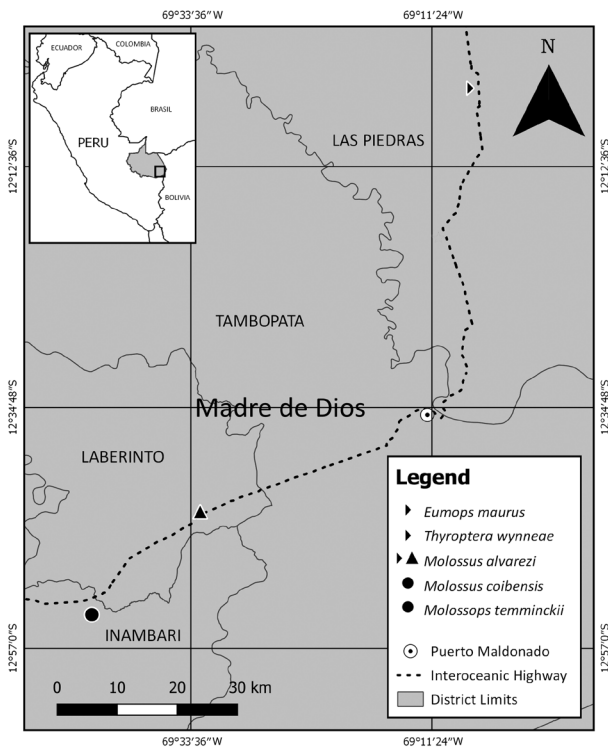 69°33′36″W
69°11′24″W
ECUADOR
COLOMBIA
BRASIL
PERU
BOLIVIA
N
LAS PIEDRAS
12°12′36″S
12°12′36″S
TAMBOPATA
12°34′48″S
Madre de Dios
12°34′48″S
LABERINTO
INAMBARI
12°57′0″S
12°57′0″S
Legend
Eumops maurus
Thyroptera wynneae
Molossus alvarezi
Molossus coibensis
Molossops temminckii
Puerto Maldonado
Interoceanic Highway
District Limits
0 10 20 30 km
69°33′36″W
69°11′24″W